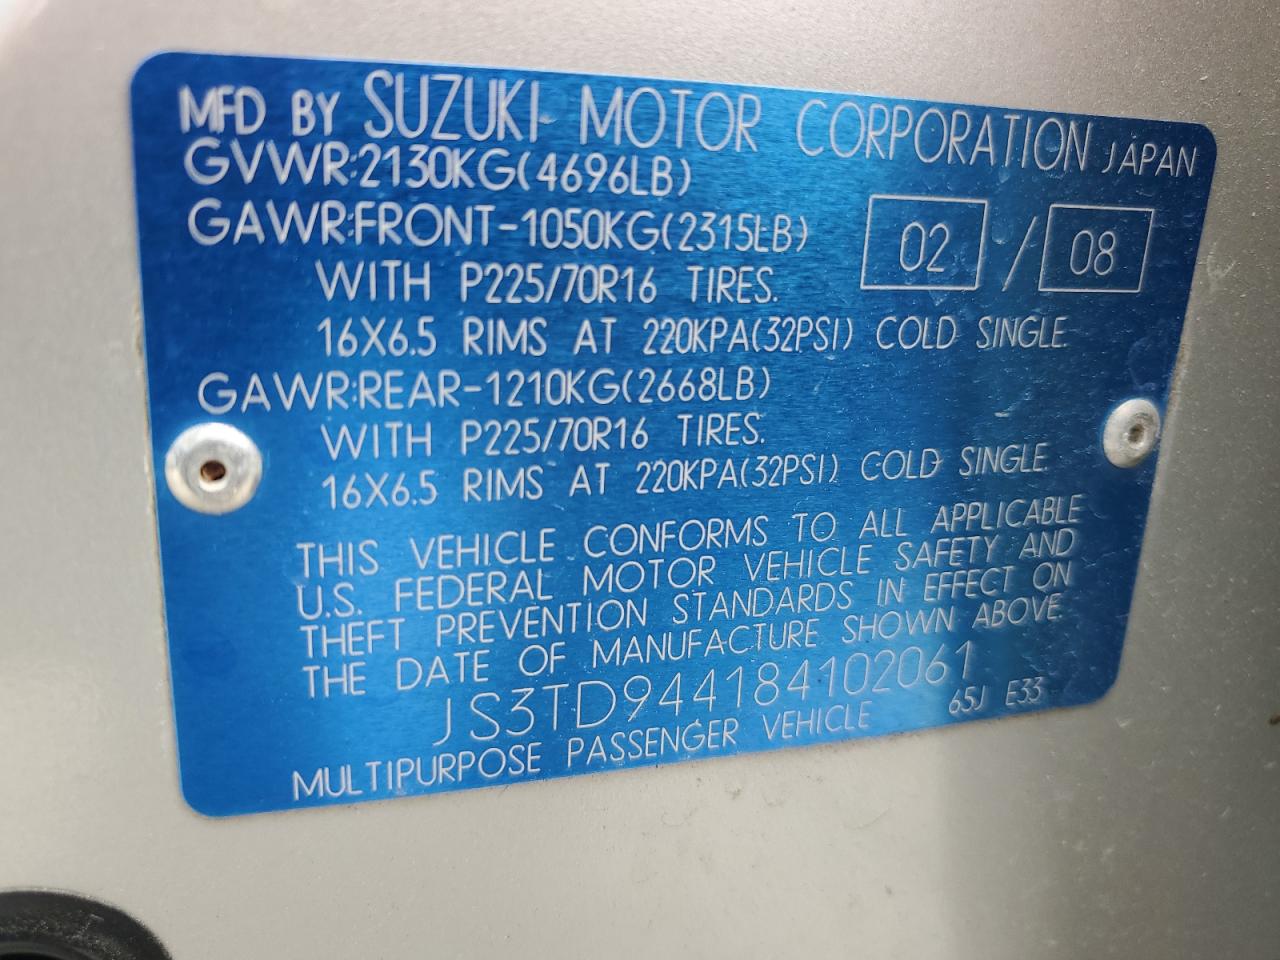 MFD BY SUZUKI MOTOR CORPORATION JAPAN
GVWR:2130KG(4696LB)
GAWR:FRONT-1050KG(2315LB) 02 / 08
WITH P225/70R16 TIRES.
16X6.5 RIMS AT 220KPA(32PSI) COLD SINGLE.
GAWR:REAR-1210KG(2668LB)
WITH P225/70R16 TIRES.
16X6.5 RIMS AT 220KPA(32PSI) COLD SINGLE.
THIS VEHICLE CONFORMS TO ALL APPLICABLE
U.S. FEDERAL MOTOR VEHICLE SAFETY AND
THEFT PREVENTION STANDARDS IN EFFECT ON
THE DATE OF MANUFACTURE SHOWN ABOVE.
JS3TD944184102061
MULTIPURPOSE PASSENGER VEHICLE 65J E33